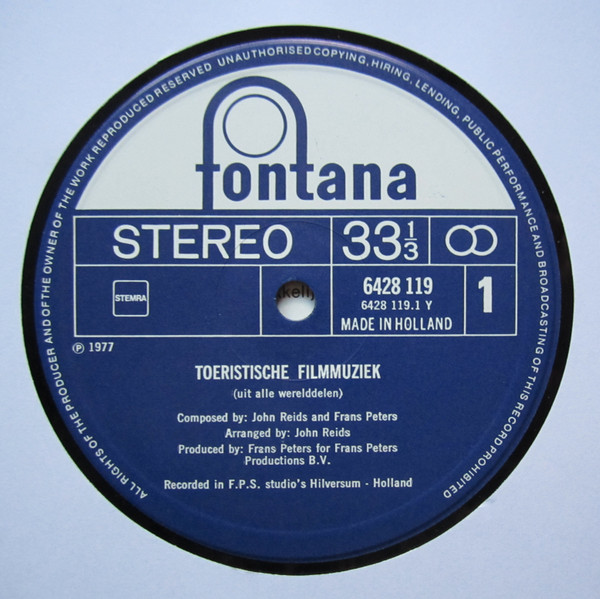 ALL RIGHTS OF THE PRODUCER AND OF THE OWNER OF THE WORK REPRODUCED RESERVED UNAUTHORISED COPYING, HIRING, LENDING, PUBLIC PERFORMANCE AND BROADCASTING OF THIS RECORD PROHIBITED
fontana
STEREO 33 1/3
STEMRA
6428 119
6428 119.1 Y
MADE IN HOLLAND
1
℗ 1977
TOERISTISCHE FILMMUZIEK
(uit alle werelddelen)
Composed by: John Reids and Frans Peters
Arranged by: John Reids
Produced by: Frans Peters for Frans Peters
Productions B.V.
Recorded in F.P.S. studio's Hilversum - Holland